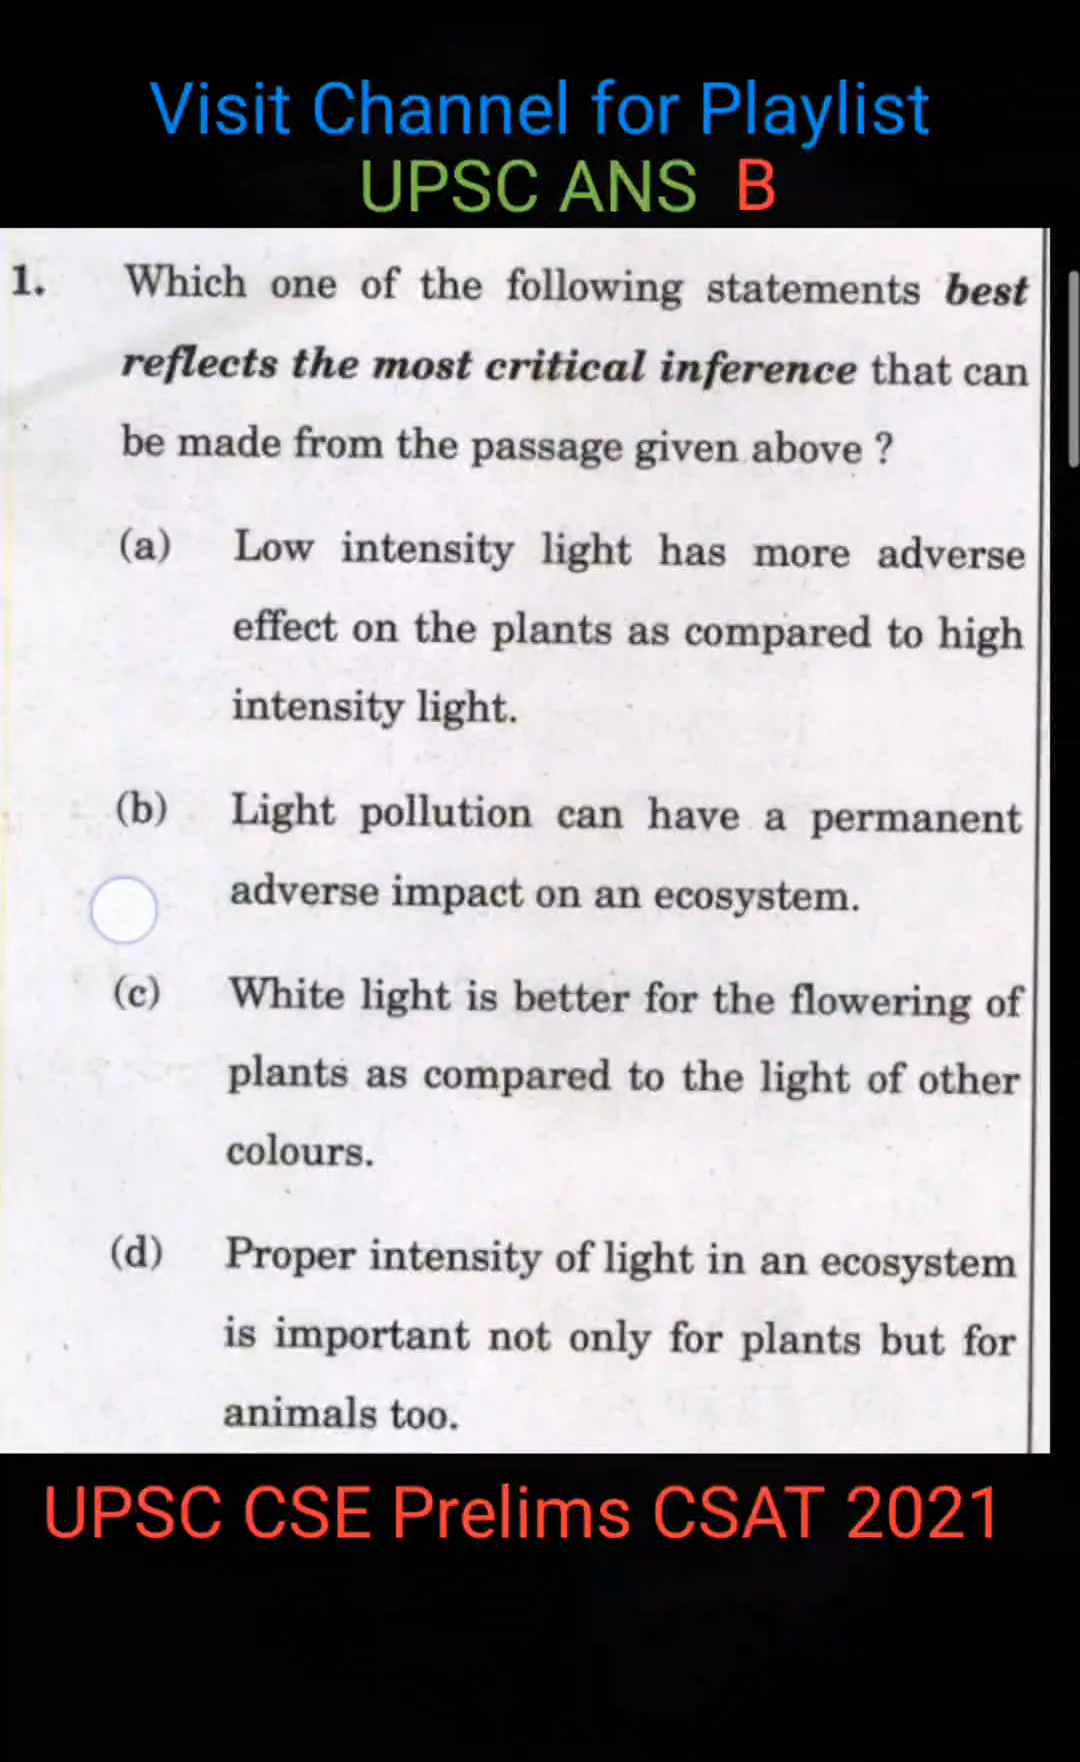 Visit Channel for Playlist
UPSC ANS B
1. Which one of the following statements best
reflects the most critical inference that can
be made from the passage given above ?
(a) Low intensity light has more adverse
effect on the plants as compared to high
intensity light.
(b) Light pollution can have a permanent
adverse impact on an ecosystem.
(c) White light is better for the flowering of
plants as compared to the light of other
colours.
(d) Proper intensity of light in an ecosystem
is important not only for plants but for
animals too.
UPSC CSE Prelims CSAT 2021